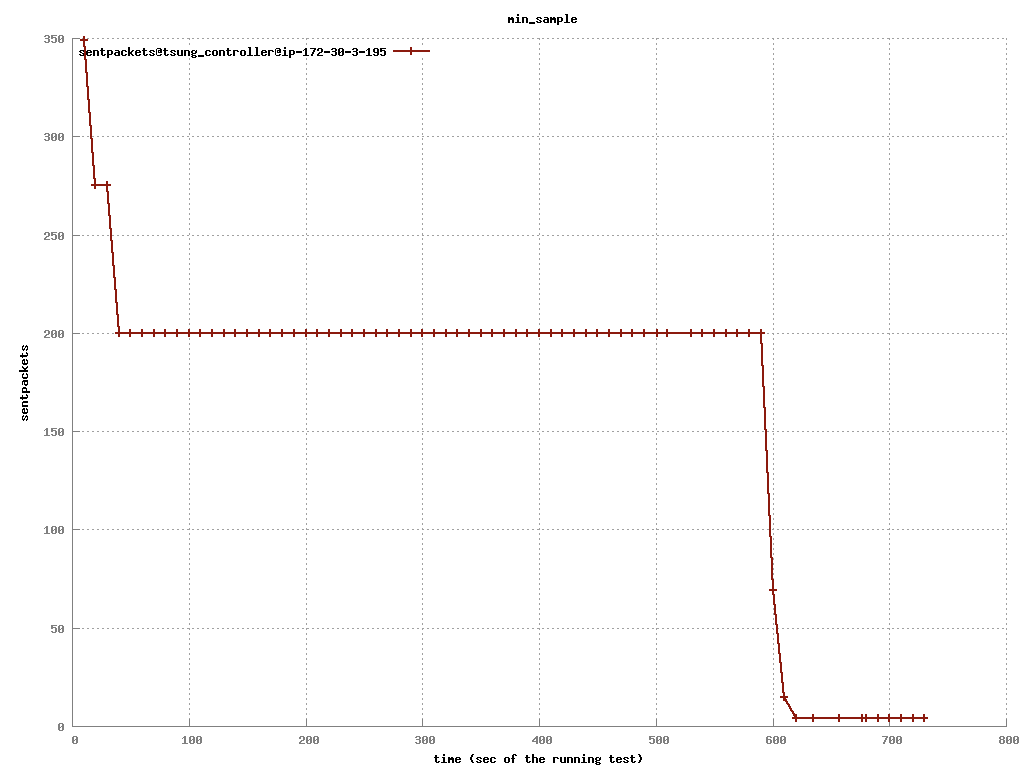 min_sample
sentpackets@tsung_controller@ip-172-30-3-195
350
300
250
200
150
100
50
0
sentpackets
0 100 200 300 400 500 600 700 800
time (sec of the running test)